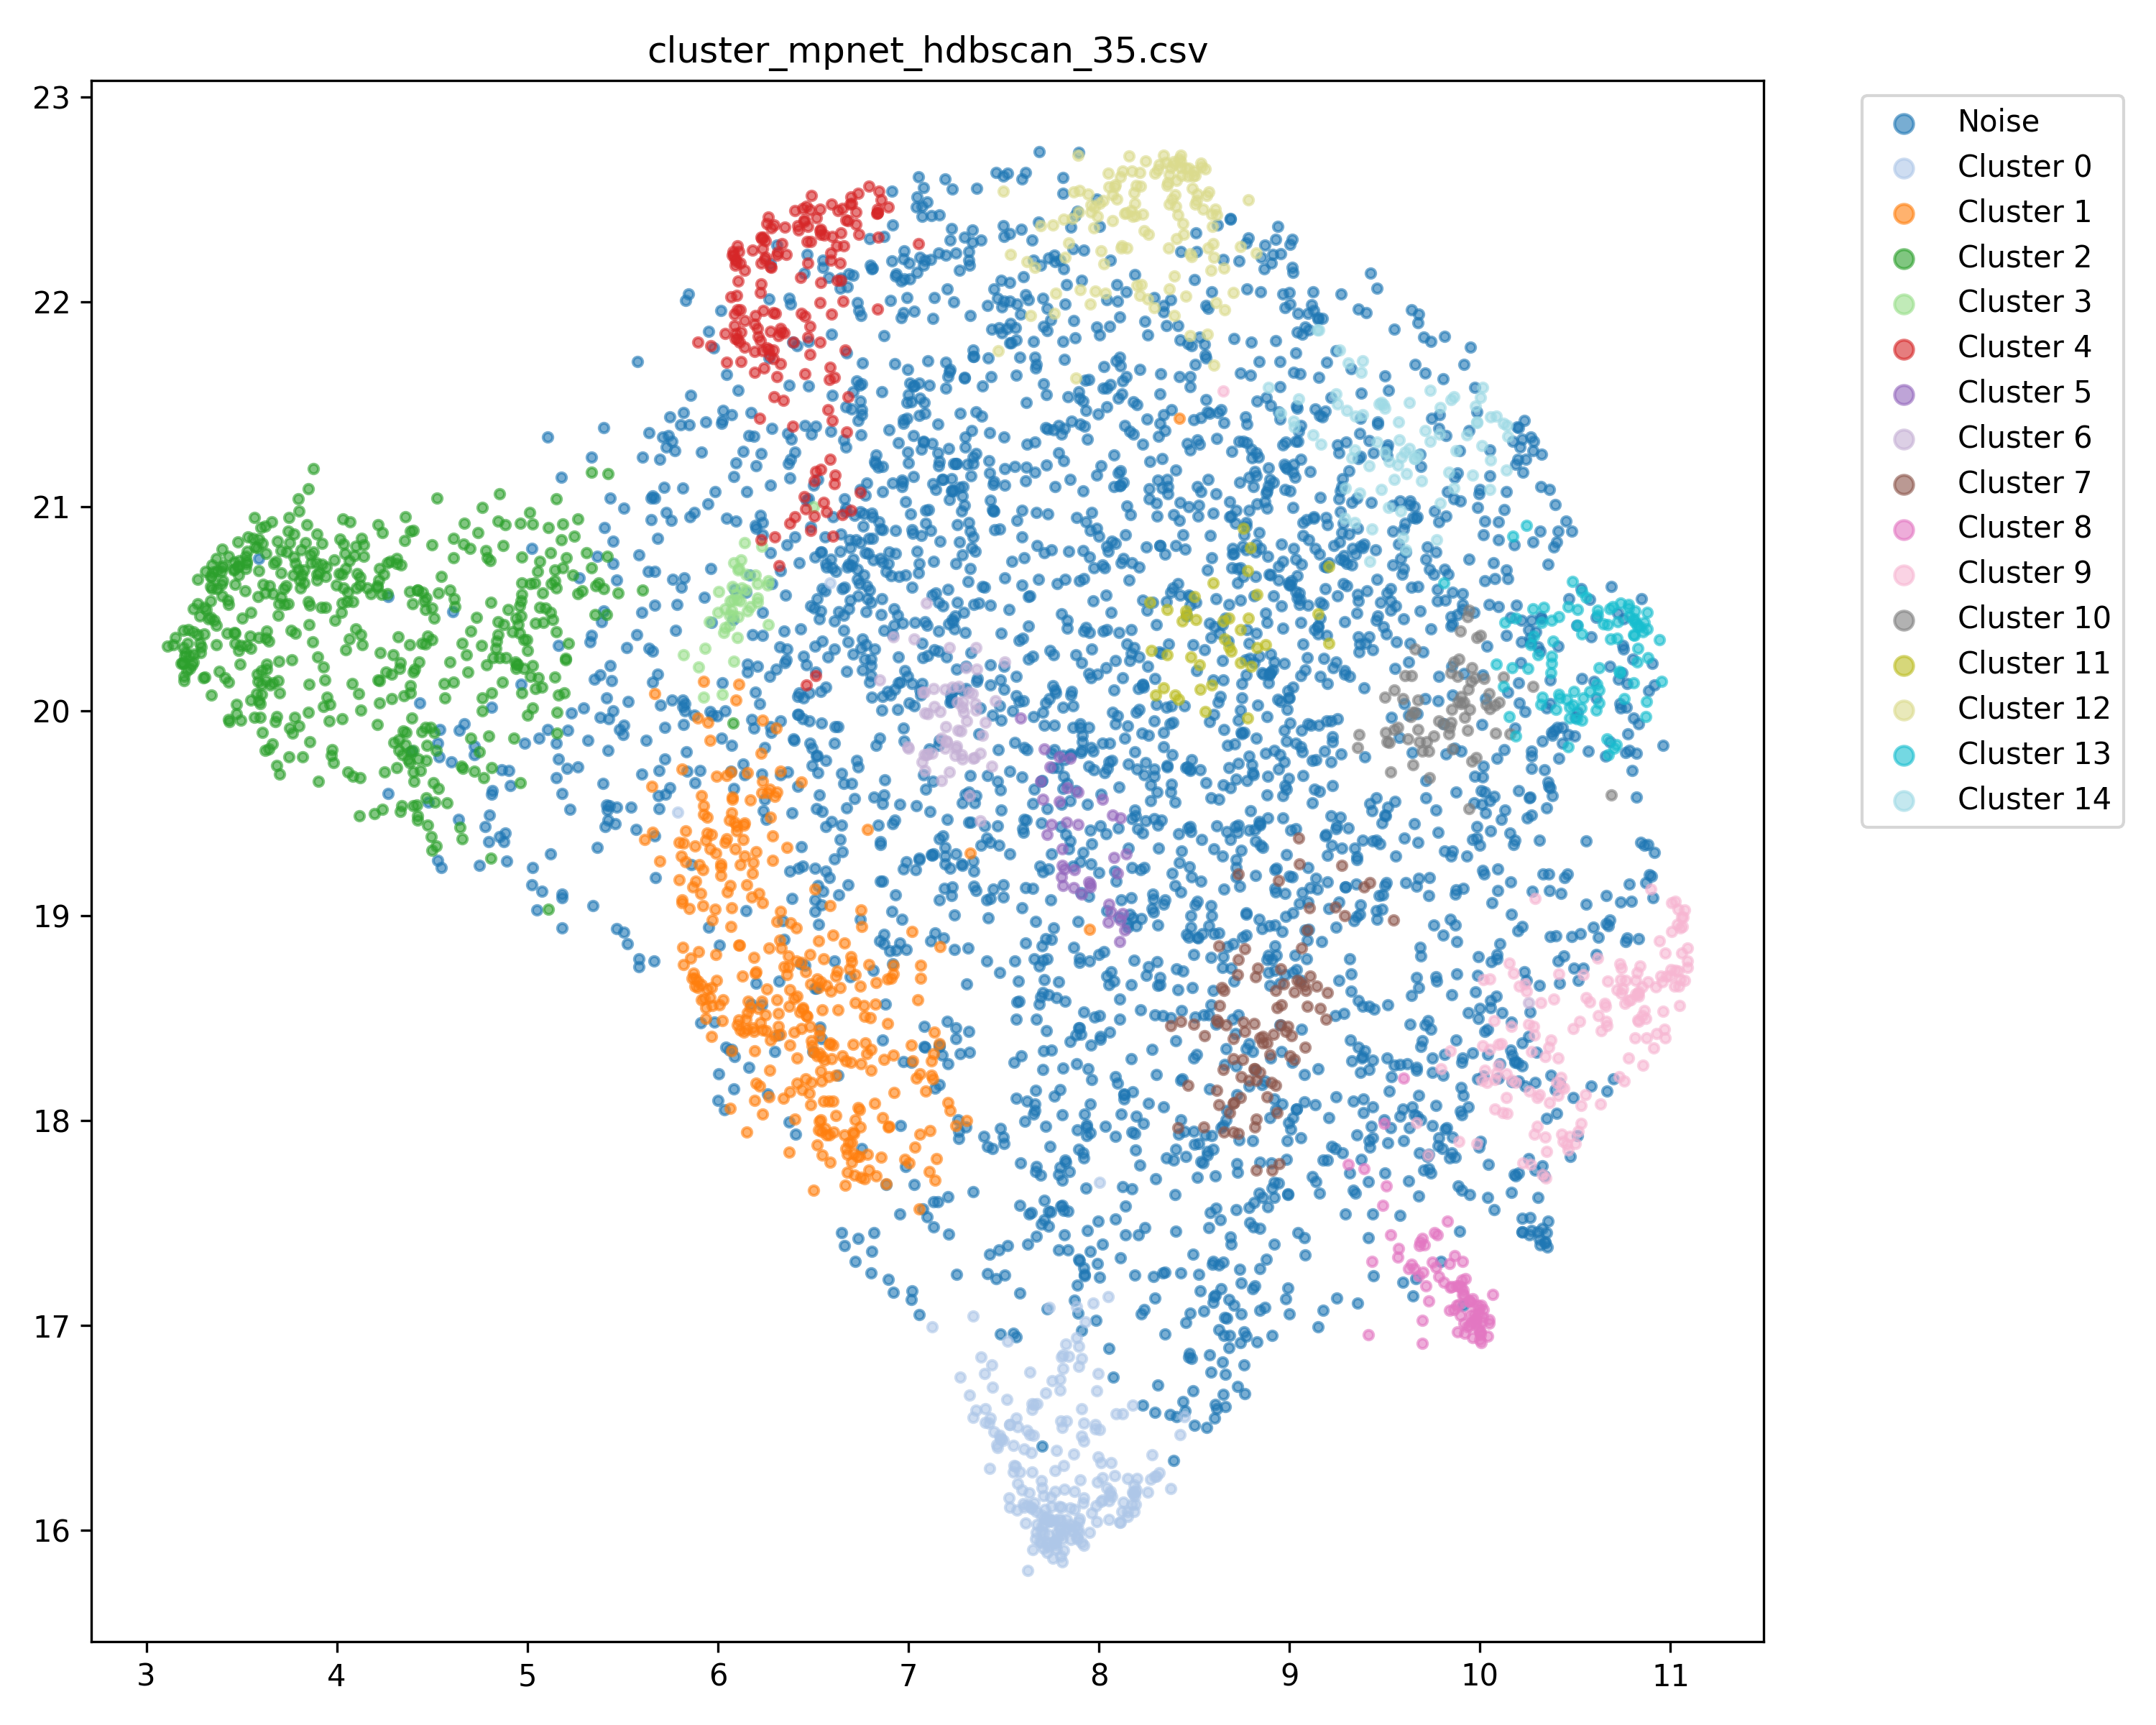 cluster_mpnet_hdbscan_35.csv
23
22
21
20
19
18
17
16
3 4 5 6 7 8 9 10 11
Noise
Cluster 0
Cluster 1
Cluster 2
Cluster 3
Cluster 4
Cluster 5
Cluster 6
Cluster 7
Cluster 8
Cluster 9
Cluster 10
Cluster 11
Cluster 12
Cluster 13
Cluster 14